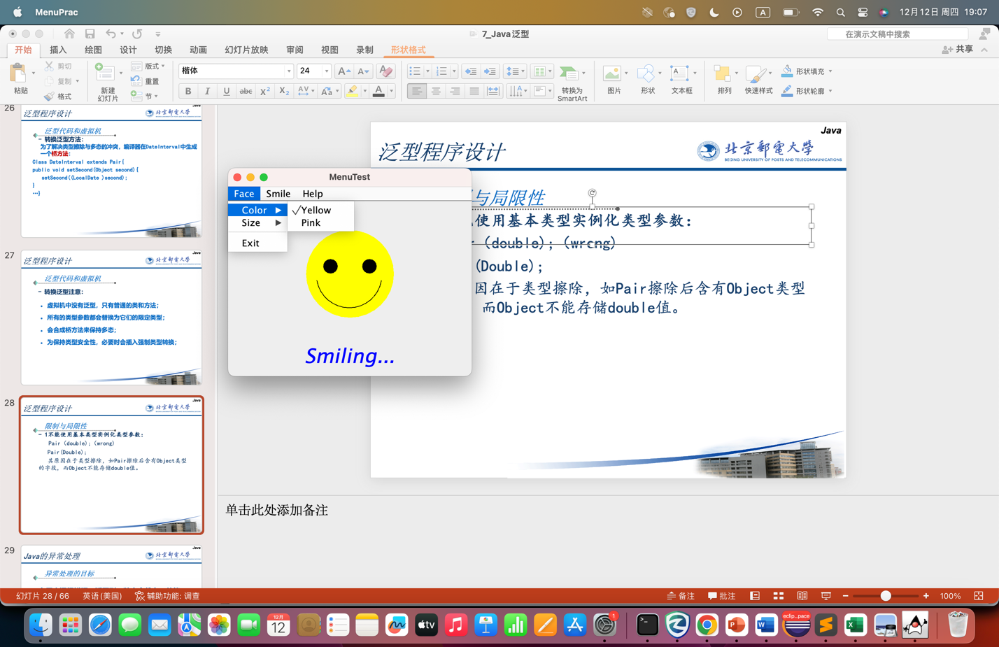 MenuPrac
A
12月12日 周四 19:07
7_Java泛型
在演示文稿中搜索
开始 插入 绘图 设计 切换 动画 幻灯片放映 审阅 视图 录制 形状格式
共享
粘贴
剪切
复制
格式
新建
幻灯片
版式
重置
节
楷体
24
转换为
SmartArt
图片
形状
文本框
排列
快速样式
形状填充
形状轮廓
26
Java
泛型程序设计
北京邮电大学
泛型代码和虚拟机
– 转换泛型方法：
为了解决类型擦除与多态的冲突，编译器在DateInterval中生成
一个桥方法：
Class DateInterval extends Pair{
public void setSecond(Object second){
setSecond((LocalDate )second);
}
…}
27
Java
泛型程序设计
北京邮电大学
泛型代码和虚拟机
– 转换泛型注意：
• 虚拟机中没有泛型，只有普通的类和方法；
• 所有的类型参数都会替换为它们的限定类型；
• 会合成桥方法来保持多态；
• 为保持类型安全性，必要时会插入强制类型转换；
28
Java
泛型程序设计
北京邮电大学
限制与局限性
– 1不能使用基本类型实例化类型参数：
Pair (double); (wrong)
Pair(Double);
其原因在于类型擦除，如Pair擦除后含有Object类型
的字段，而Object不能存储double值。
29
Java
Java的异常处理
北京邮电大学
异常处理的目标
Java
泛型程序设计
北京郵電大學
BEIJING UNIVERSITY OF POSTS AND TELECOMMUNICATIONS
与局限性
使用基本类型实例化类型参数：
(double); (wrong)
(Double);
因在于类型擦除，如Pair擦除后含有Object类型
而Object不能存储double值。
MenuTest
Face Smile Help
Color
Size
Exit
✓Yellow
Pink
Smiling...
单击此处添加备注
幻灯片 28 / 66 英语(美国) 辅助功能: 调查
备注 批注 100%
12月
12
tv
1
eclip...pace